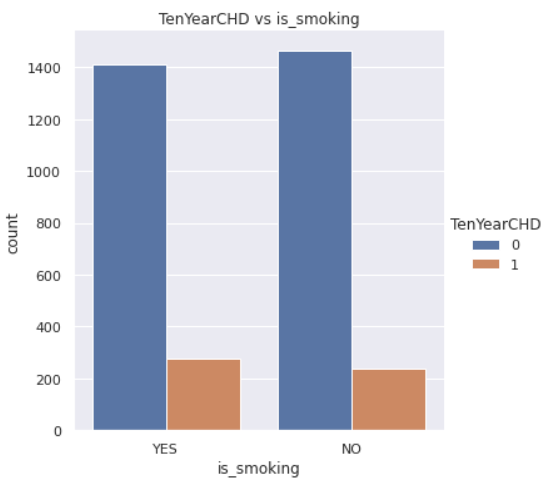 TenYearCHD vs is_smoking
1400
1200
1000
800
600
400
200
0
count
YES NO
is_smoking
TenYearCHD
0
1